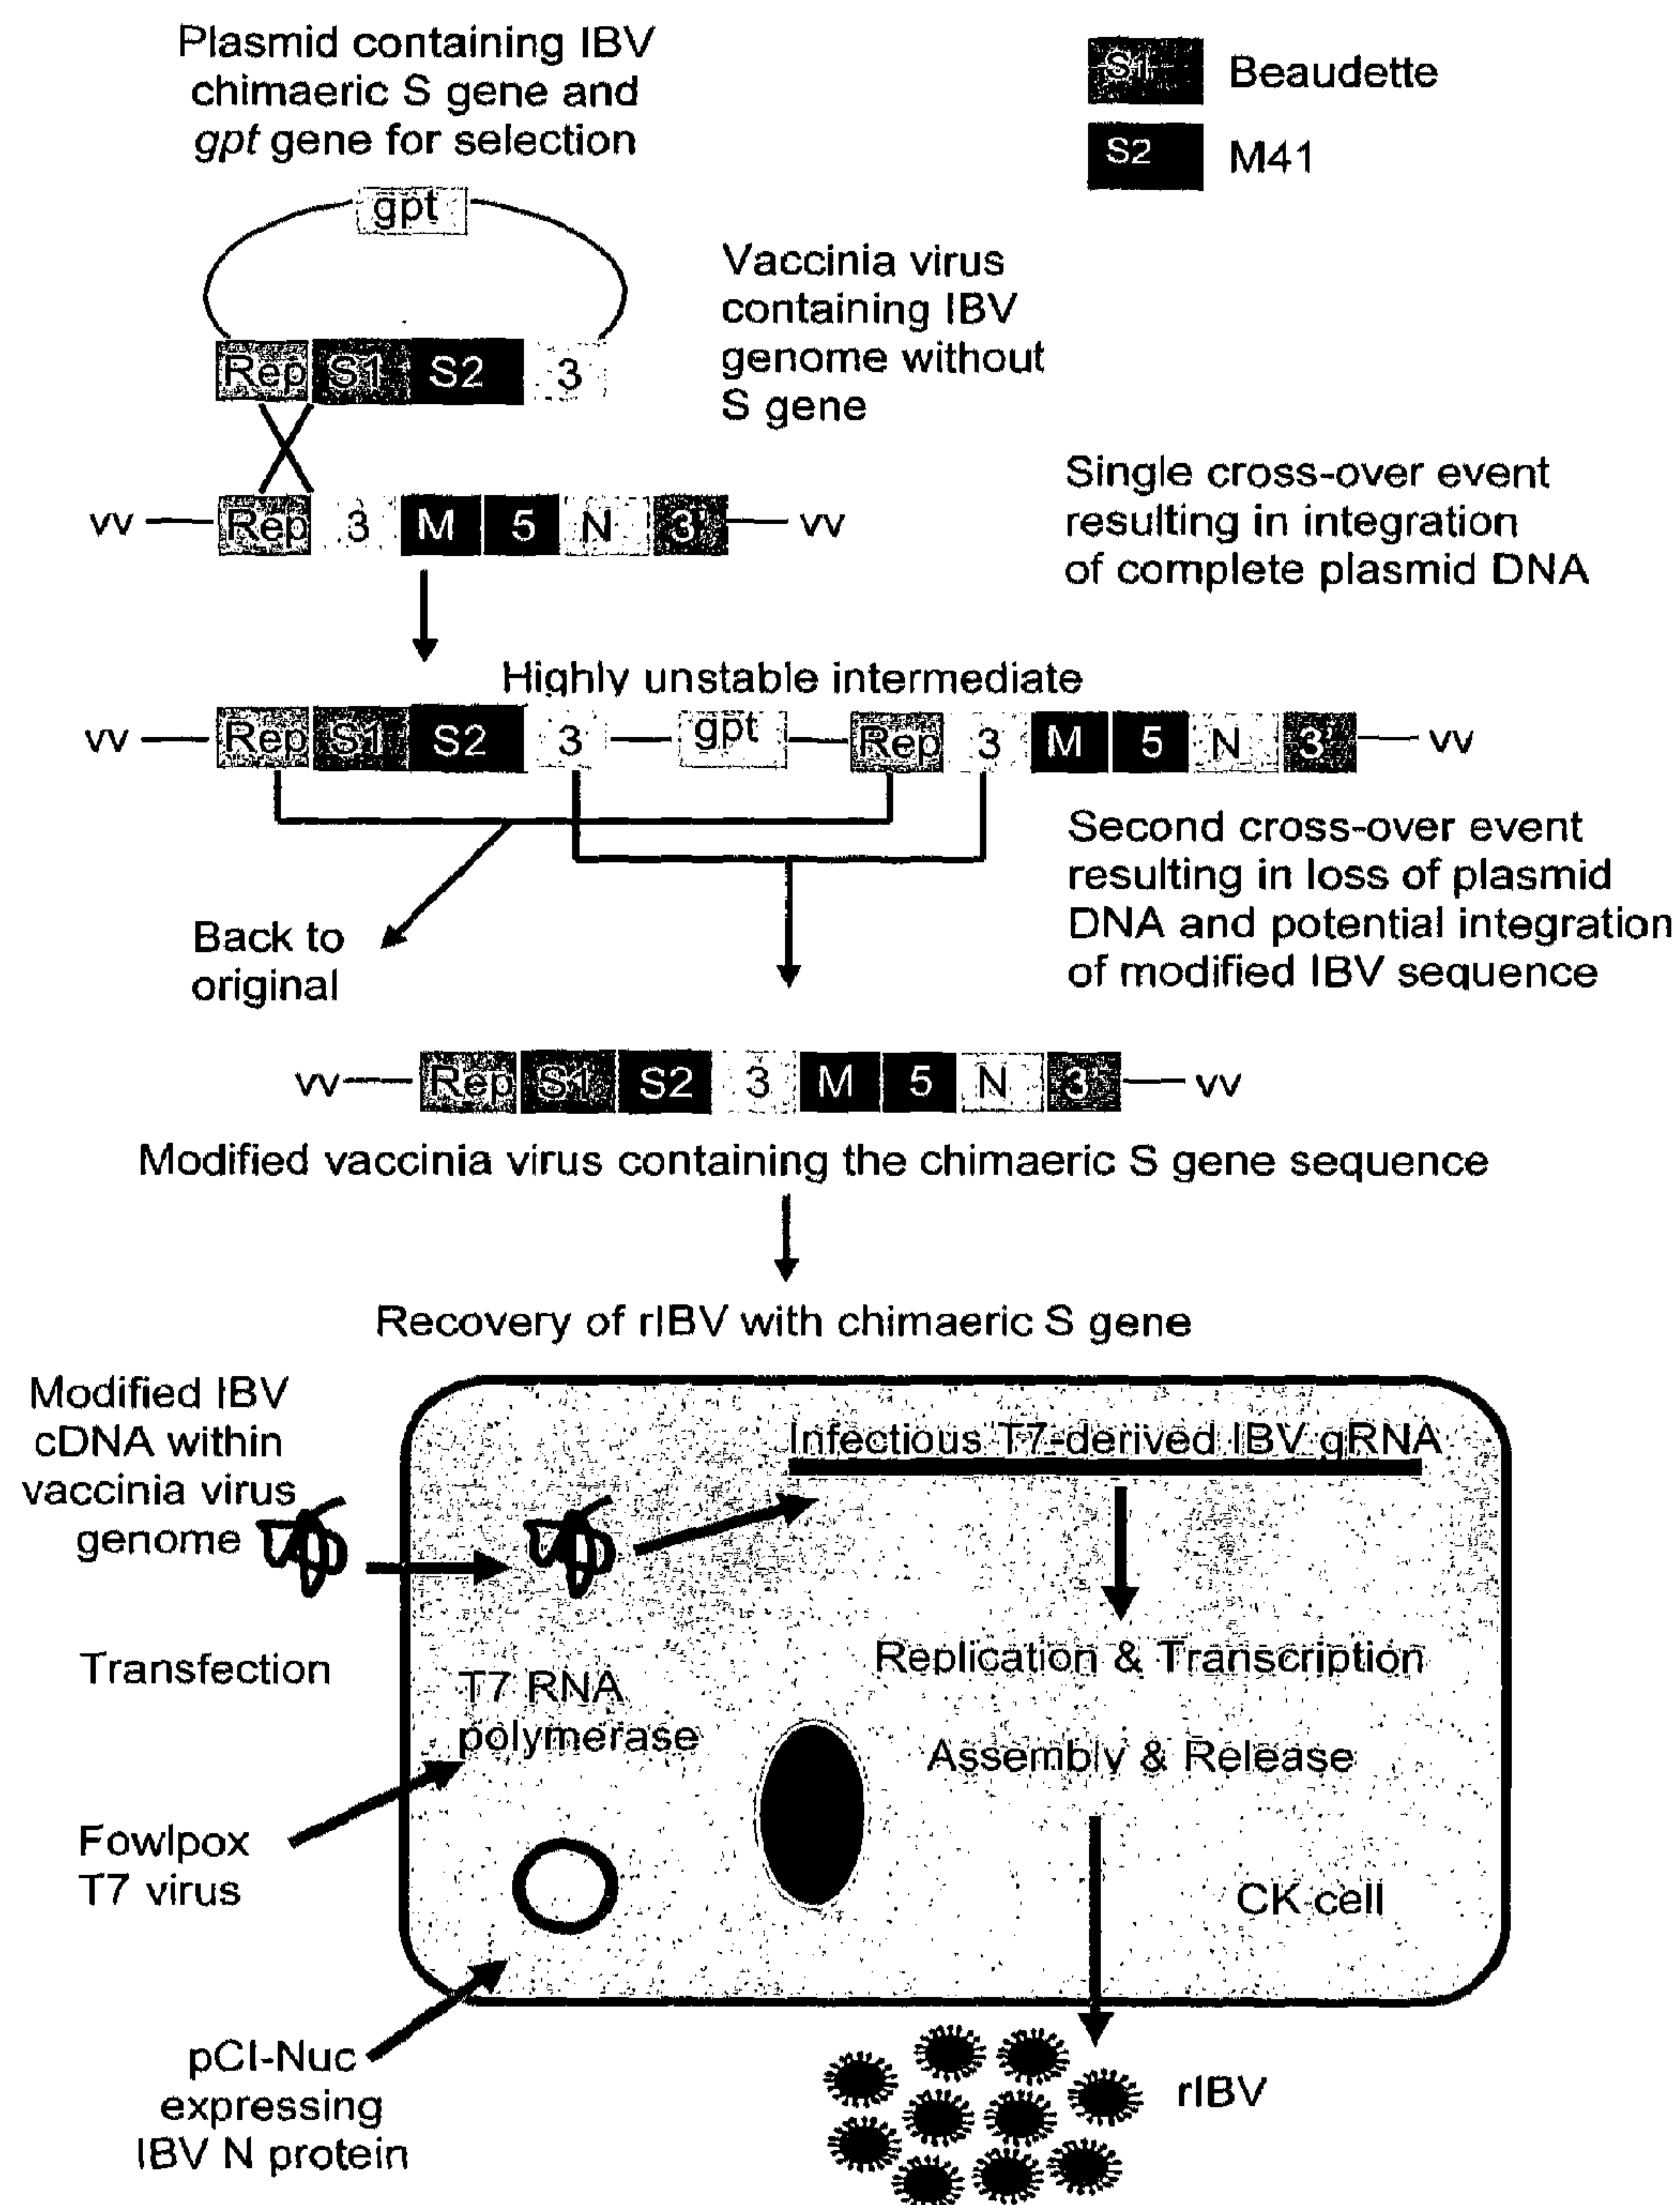 Plasmid containing IBV
chimaeric S gene and
gpt gene for selection
S1 Beaudette
S2 M41
gpt
Vaccinia virus
containing IBV
genome without
S gene
Rep S1 S2 3
Single cross-over event
resulting in integration
of complete plasmid DNA
vv Rep 3 M 5 N 3' vv
Highly unstable intermediate
vv Rep S1 S2 3 gpt Rep 3 M 5 N 3' vv
Second cross-over event
resulting in loss of plasmid
DNA and potential integration
of modified IBV sequence
Back to
original
vv Rep S1 S2 3 M 5 N 3' vv
Modified vaccinia virus containing the chimaeric S gene sequence
Recovery of rIBV with chimaeric S gene
Modified IBV
cDNA within
vaccinia virus
genome
Infectious T7-derived IBV gRNA
Transfection
Replication & Transcription
T7 RNA
polymerase
Assembly & Release
Fowlpox
T7 virus
CK cell
pCI-Nuc
expressing
IBV N protein
rIBV